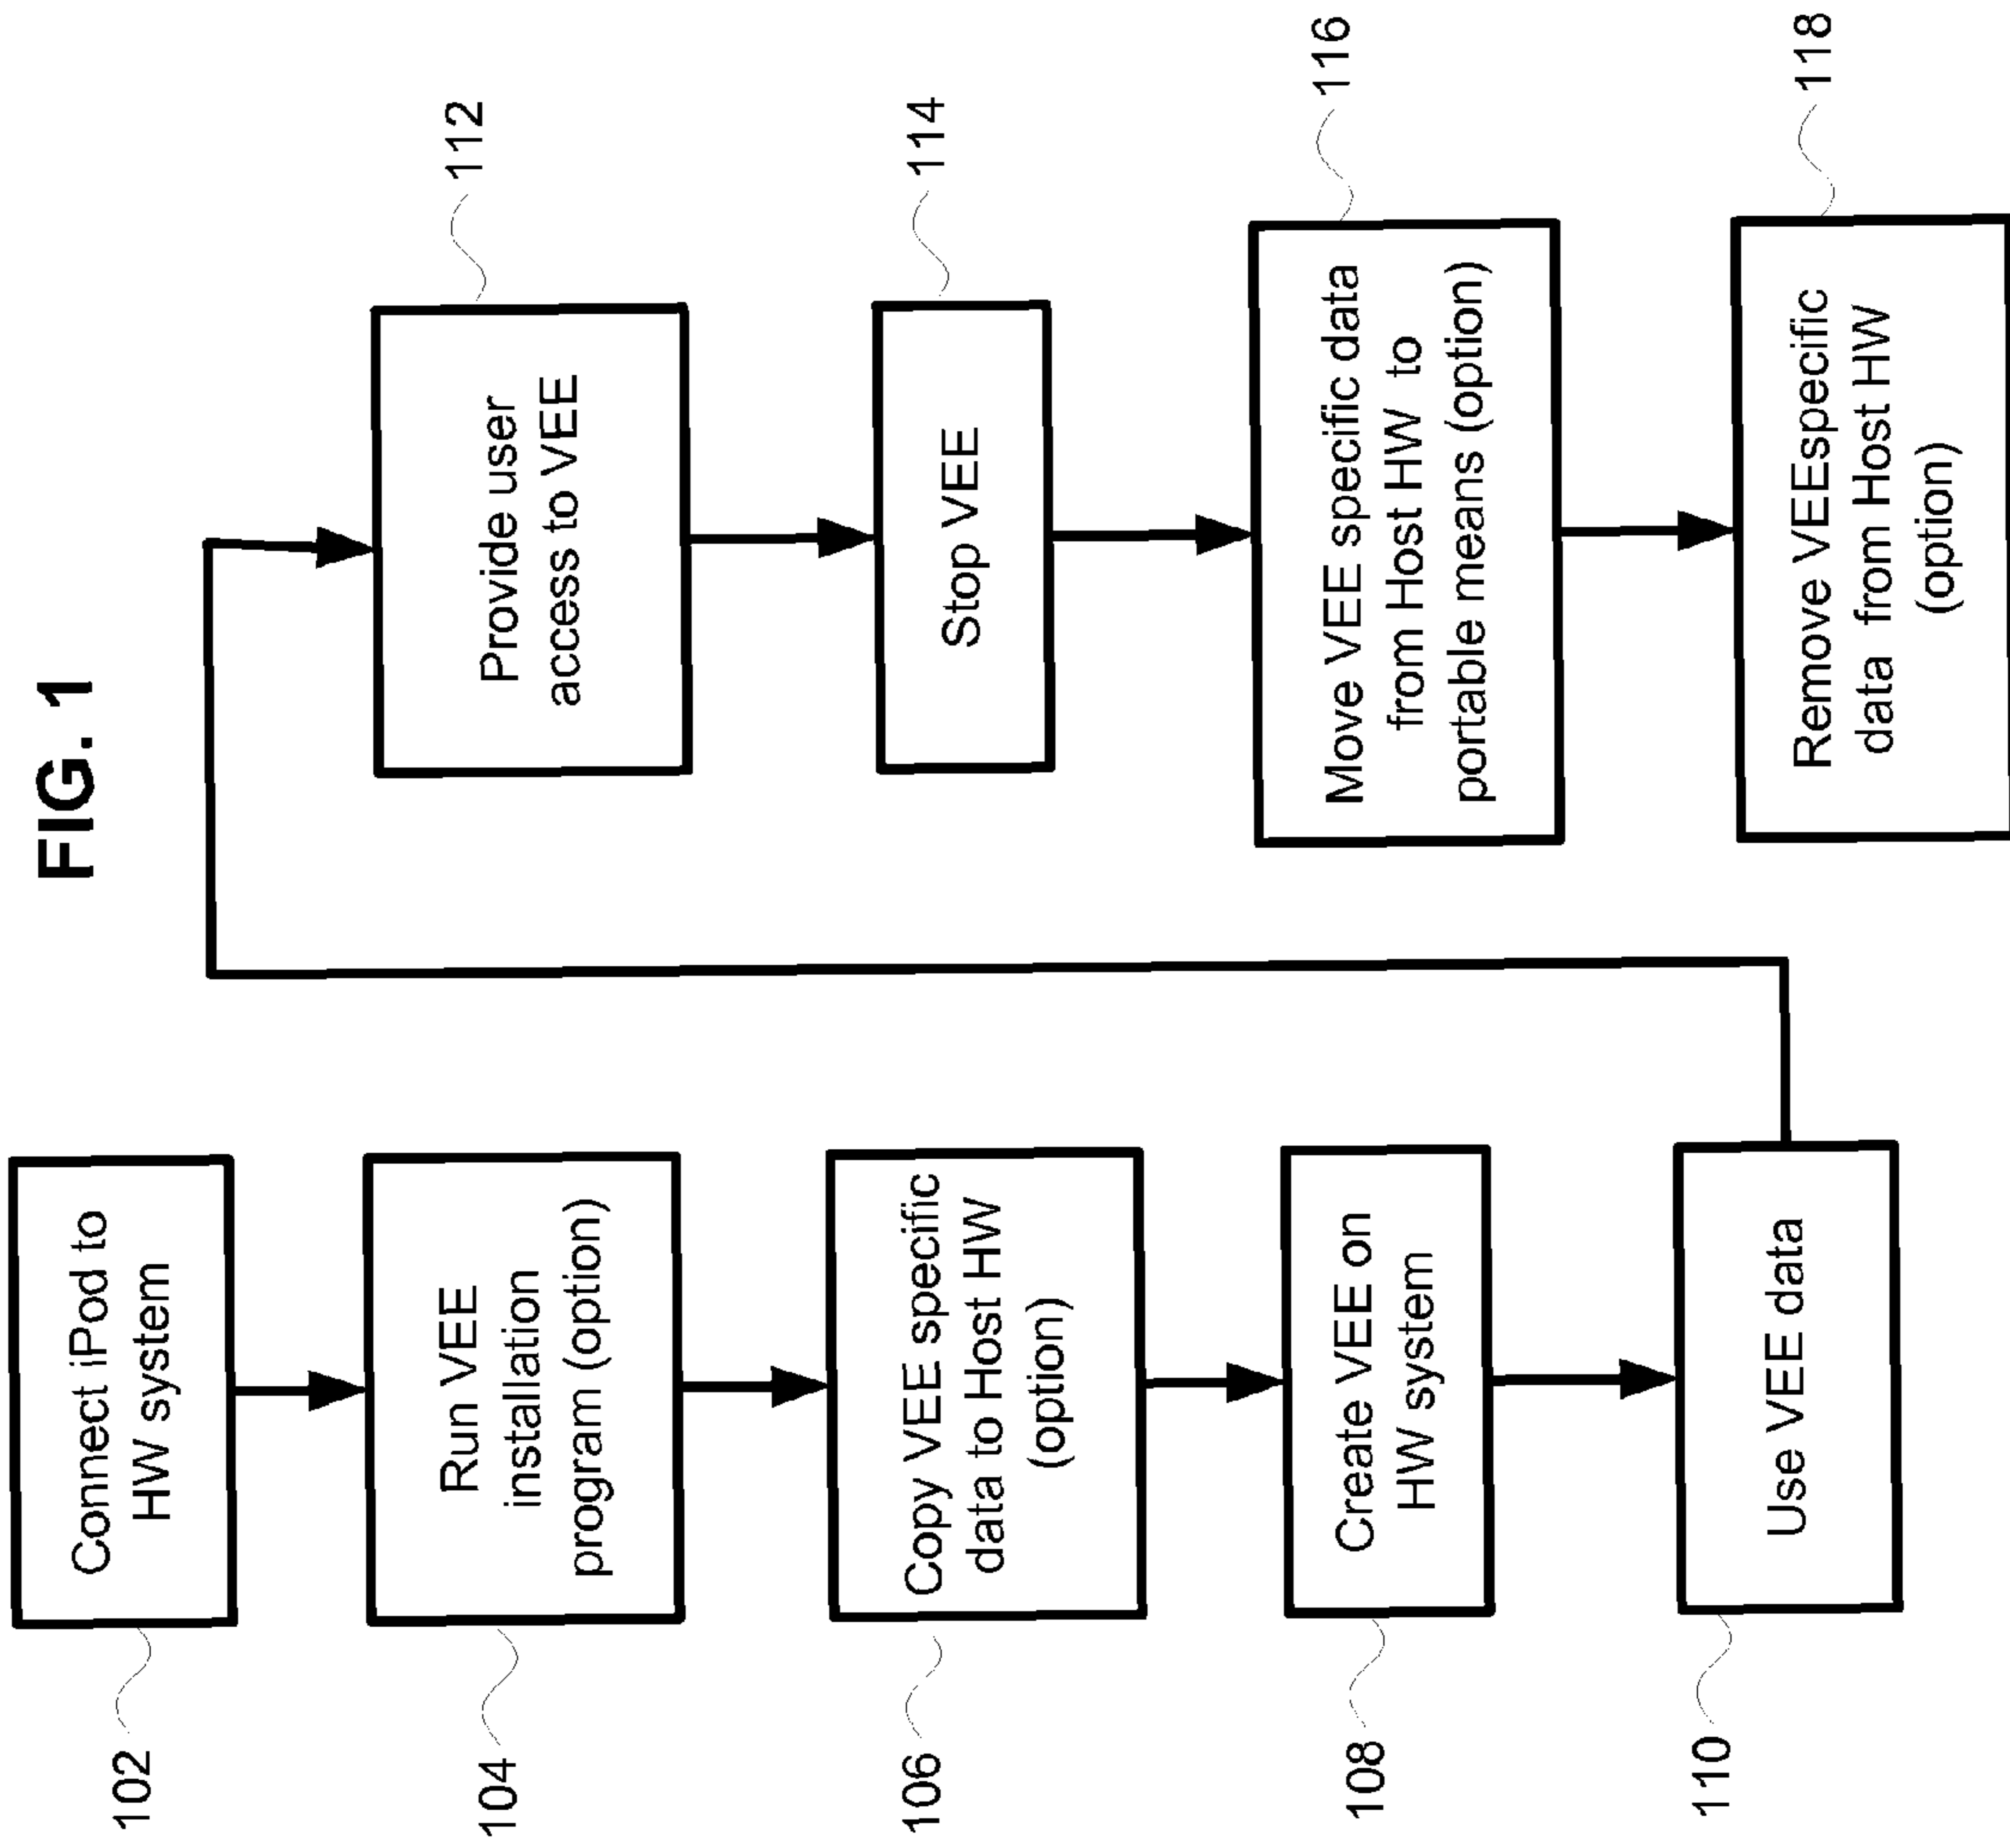 FIG. 1
102
Connect iPod to
HW system
104
Run VEE
installation
program (option)
106
Copy VEE specific
data to Host HW
(option)
108
Create VEE on
HW system
110
Use VEE data
112
Provide user
access to VEE
114
Stop VEE
116
Move VEE specific data
from Host HW to
portable means (option)
118
Remove VEEspecific
data from Host HW
(option)